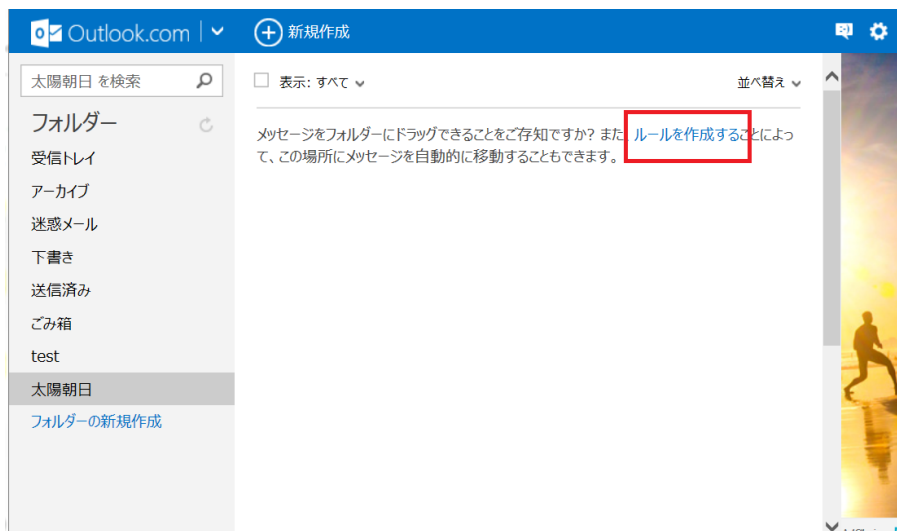 Outlook.com
新規作成
太陽朝日 を検索
表示: すべて
並べ替え
フォルダー
メッセージをフォルダーにドラッグできることをご存知ですか? また、ルールを作成することによっ
て、この場所にメッセージを自動的に移動することもできます。
受信トレイ
アーカイブ
迷惑メール
下書き
送信済み
ごみ箱
test
太陽朝日
フォルダーの新規作成